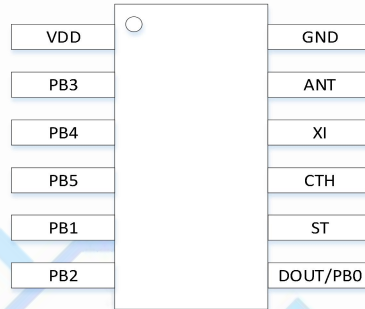 VDD GND
PB3 ANT
PB4 XI
PB5 CTH
PB1 ST
PB2 DOUT/PB0